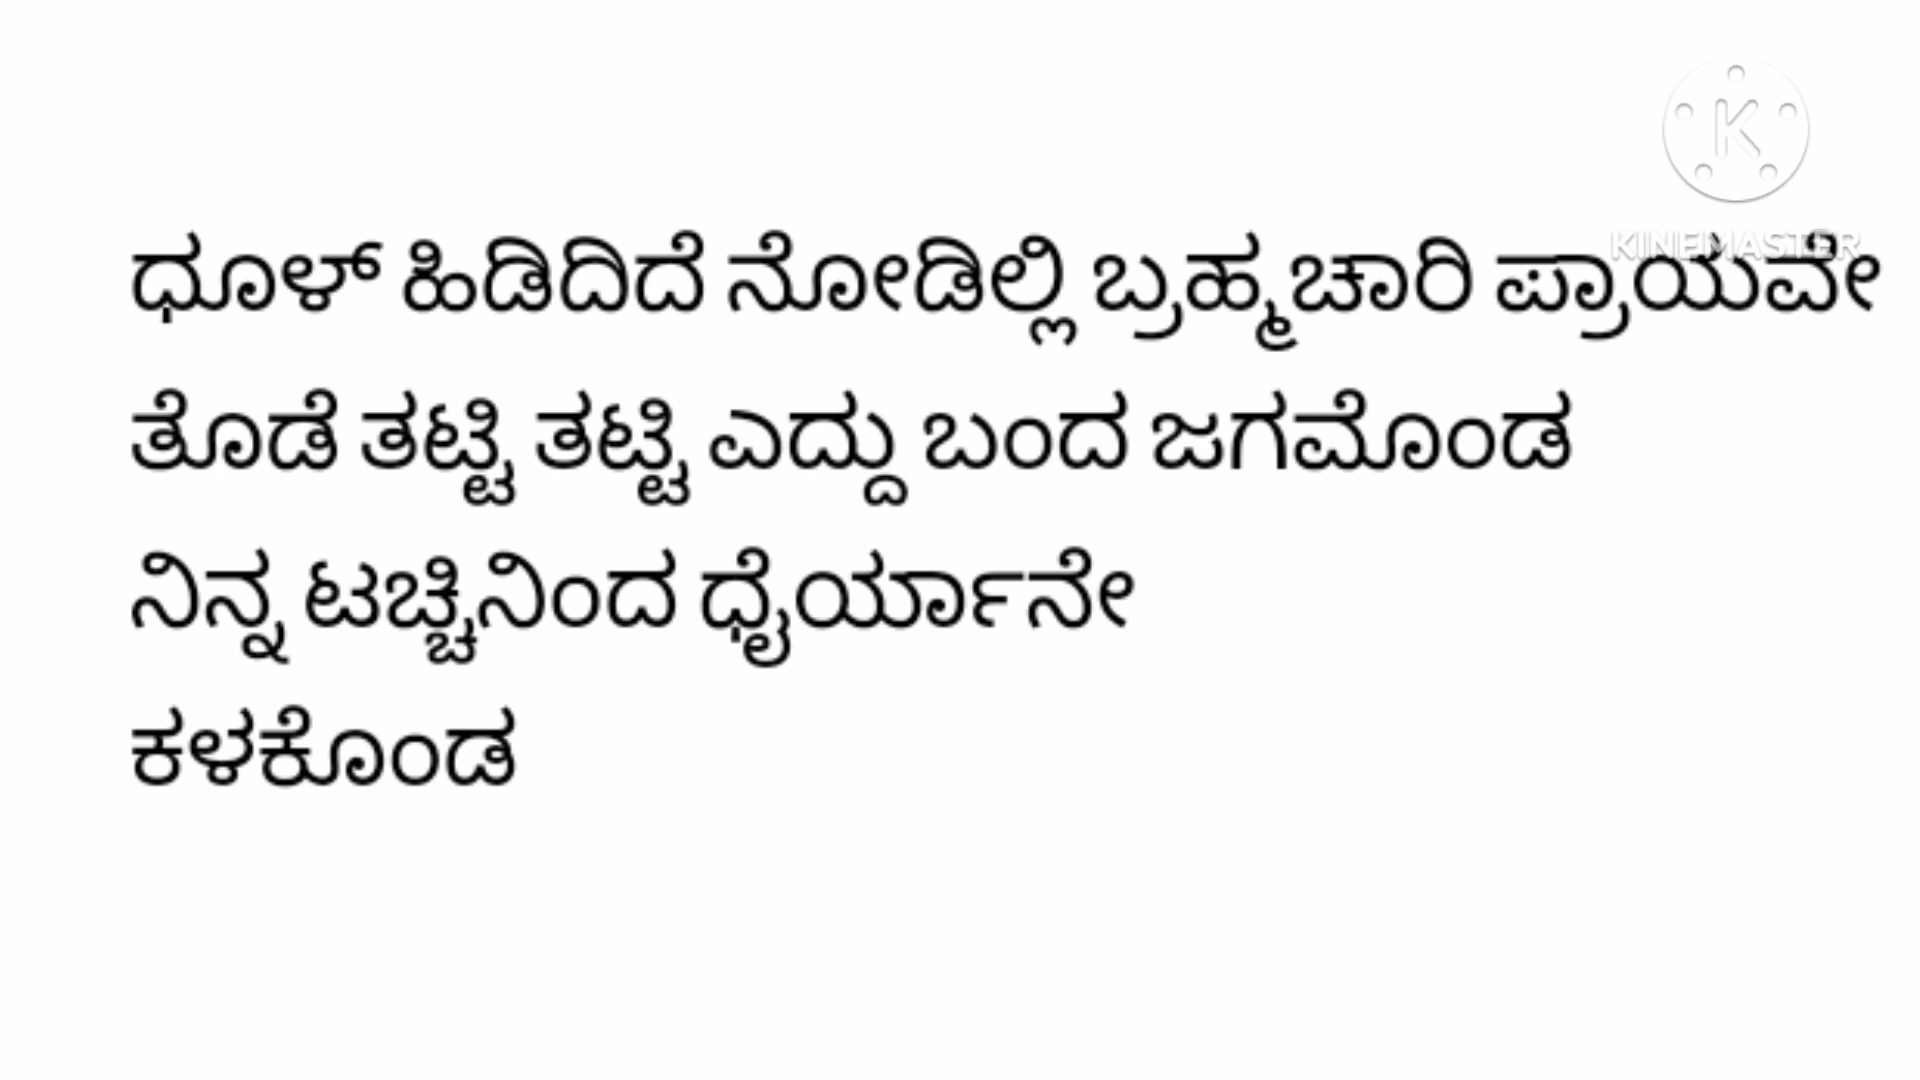 KINEMASTER
ಧೂಳ್ ಹಿಡಿದಿದೆ ನೋಡಿಲ್ಲಿ ಬ್ರಹ್ಮಚಾರಿ ಪ್ರಾಯವೇ
ತೊಡೆ ತಟ್ಟಿ ತಟ್ಟಿ ಎದ್ದು ಬಂದ ಜಗಮೊಂಡ
ನಿನ್ನ ಟಚ್ಚಿನಿಂದ ಧೈರ್ಯಾನೇ
ಕಳಕೊಂಡ